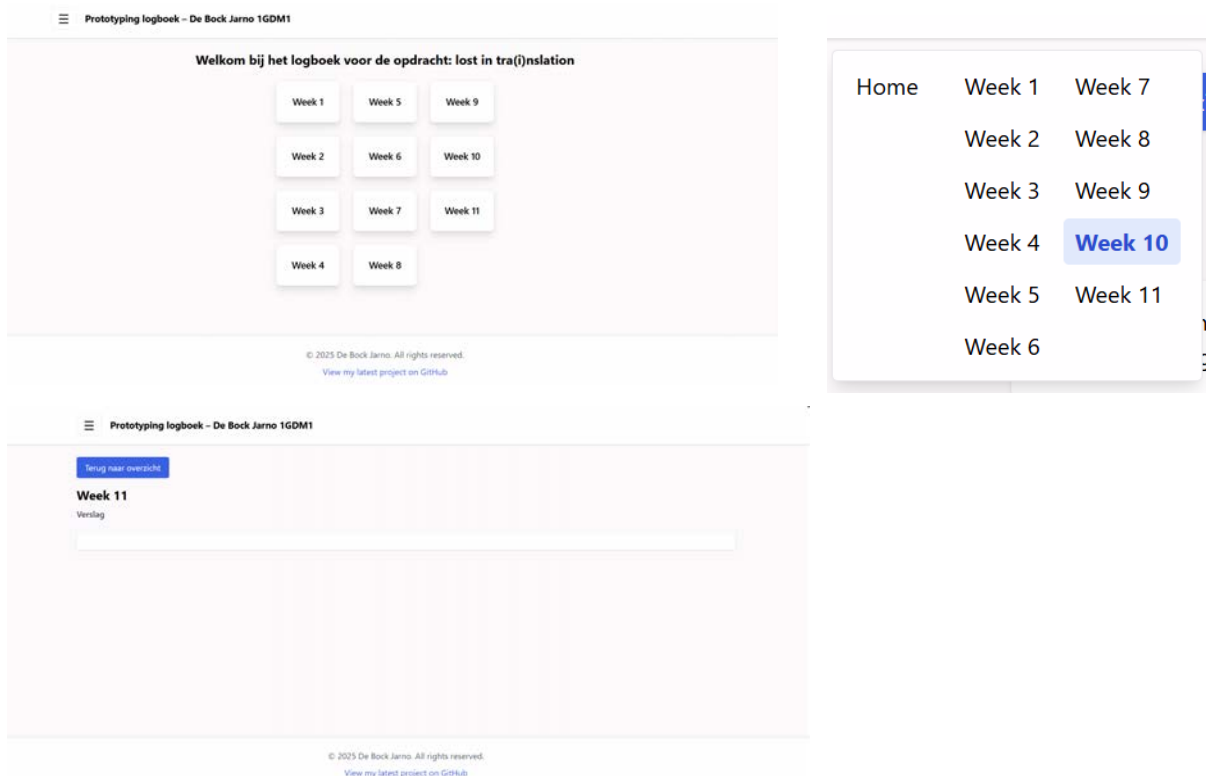 ☰ Prototyping logboek – De Bock Jarno 1GDM1
Welkom bij het logboek voor de opdracht: lost in tra(i)nslation
Week 1 Week 5 Week 9
Week 2 Week 6 Week 10
Week 3 Week 7 Week 11
Week 4 Week 8
© 2025 De Bock Jarno. All rights reserved.
View my latest project on GitHub
Home Week 1 Week 7
Week 2 Week 8
Week 3 Week 9
Week 4 Week 10
Week 5 Week 11
Week 6
☰ Prototyping logboek – De Bock Jarno 1GDM1
Terug naar overzicht
Week 11
Verslag
© 2025 De Bock Jarno. All rights reserved.
View my latest project on GitHub